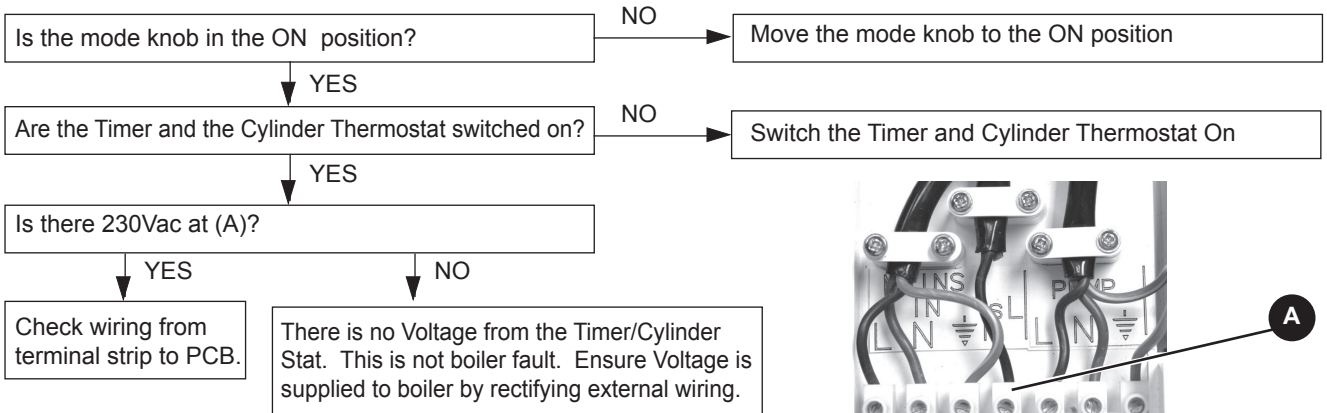 Is the mode knob in the ON position?
NO
Move the mode knob to the ON position
YES
Are the Timer and the Cylinder Thermostat switched on?
NO
Switch the Timer and Cylinder Thermostat On
YES
Is there 230Vac at (A)?
YES
NO
Check wiring from
terminal strip to PCB.
There is no Voltage from the Timer/Cylinder
Stat. This is not boiler fault. Ensure Voltage is
supplied to boiler by rectifying external wiring.
IN
L N
L N
A